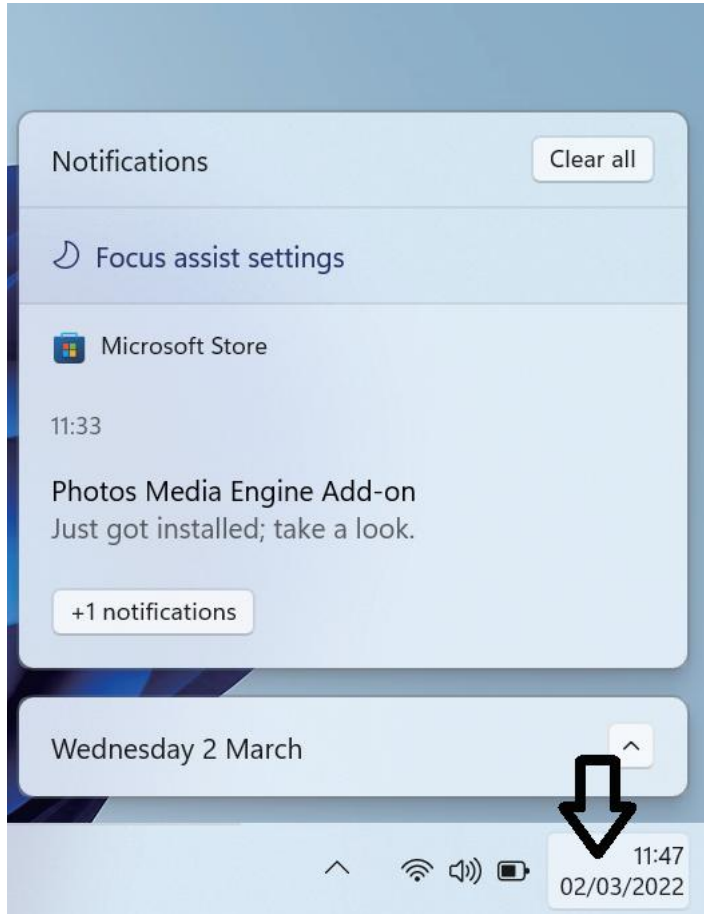 Notifications
Clear all
Focus assist settings
Microsoft Store
11:33
Photos Media Engine Add-on
Just got installed; take a look.
+1 notifications
Wednesday 2 March
11:47
02/03/2022